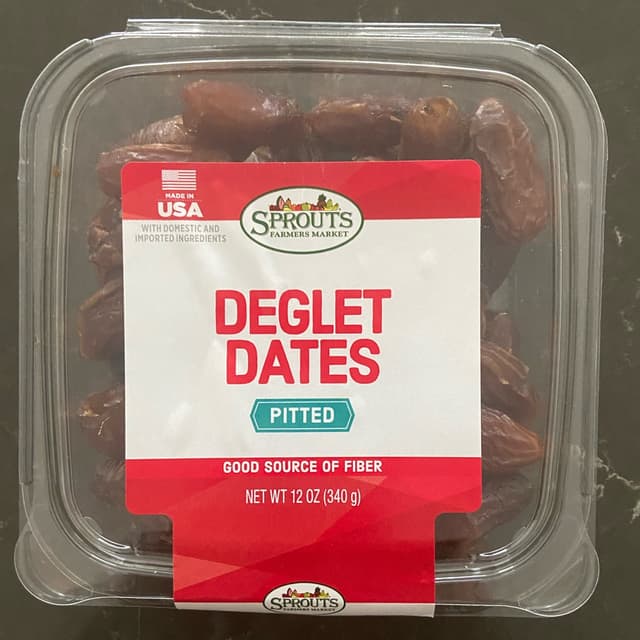 MADE IN
USA
WITH DOMESTIC AND
IMPORTED INGREDIENTS
SPROUTS
FARMERS MARKET
DEGLET
DATES
PITTED
GOOD SOURCE OF FIBER
NET WT 12 OZ (340 g)
SPROUTS
FARMERS MARKET